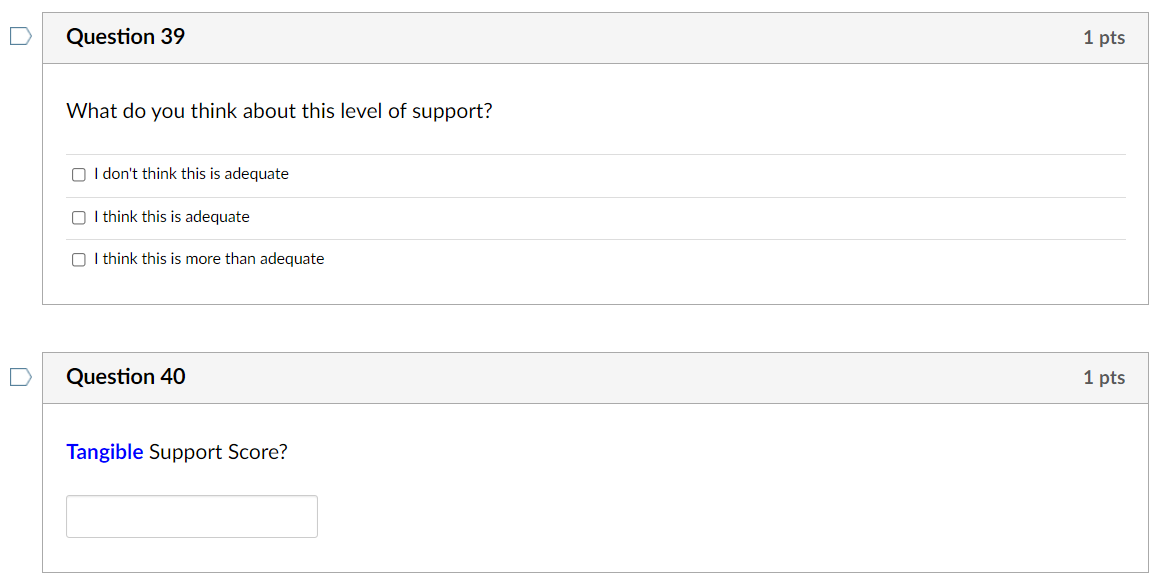 Question 39
1 pts
What do you think about this level of support?
I don't think this is adequate
I think this is adequate
I think this is more than adequate
Question 40
1 pts
Tangible Support Score?